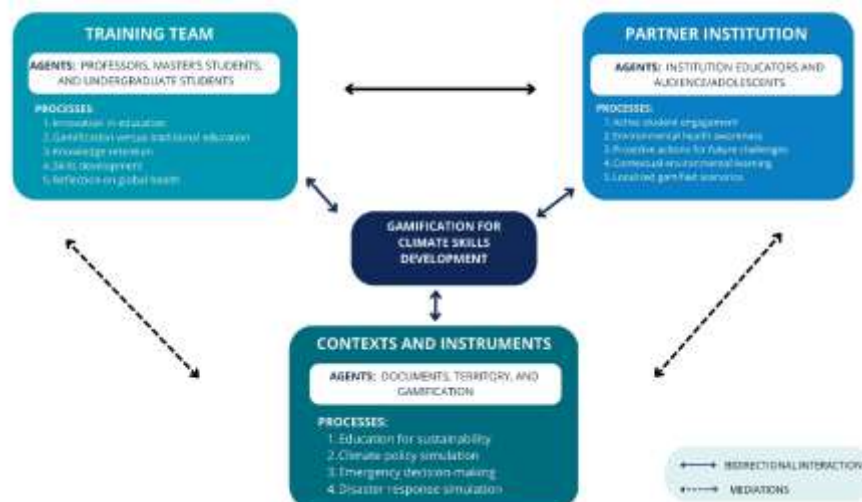 TRAINING TEAM
AGENTS: PROFESSORS, MASTER'S STUDENTS,
AND UNDERGRADUATE STUDENTS
PROCESSES:
1. Innovation in education
2. Gamification versus traditional education
3. Knowledge retention
4. Skills development
5. Reflection on global health
PARTNER INSTITUTION
AGENTS: INSTITUTION EDUCATORS AND
AUDIENCE/ADOLESCENTS
PROCESSES:
1. Active student engagement
2. Environmental health awareness
3. Proactive actions for future challenges
4. Contextual environmental learning
5. Localized gamified scenarios
GAMIFICATION FOR
CLIMATE SKILLS
DEVELOPMENT
CONTEXTS AND INSTRUMENTS
AGENTS: DOCUMENTS, TERRITORY, AND
GAMIFICATION
PROCESSES:
1. Education for sustainability
2. Climate policy simulation
3. Emergency decision-making
4. Disaster response simulation
BIDIRECTIONAL INTERACTION
MEDIATIONS